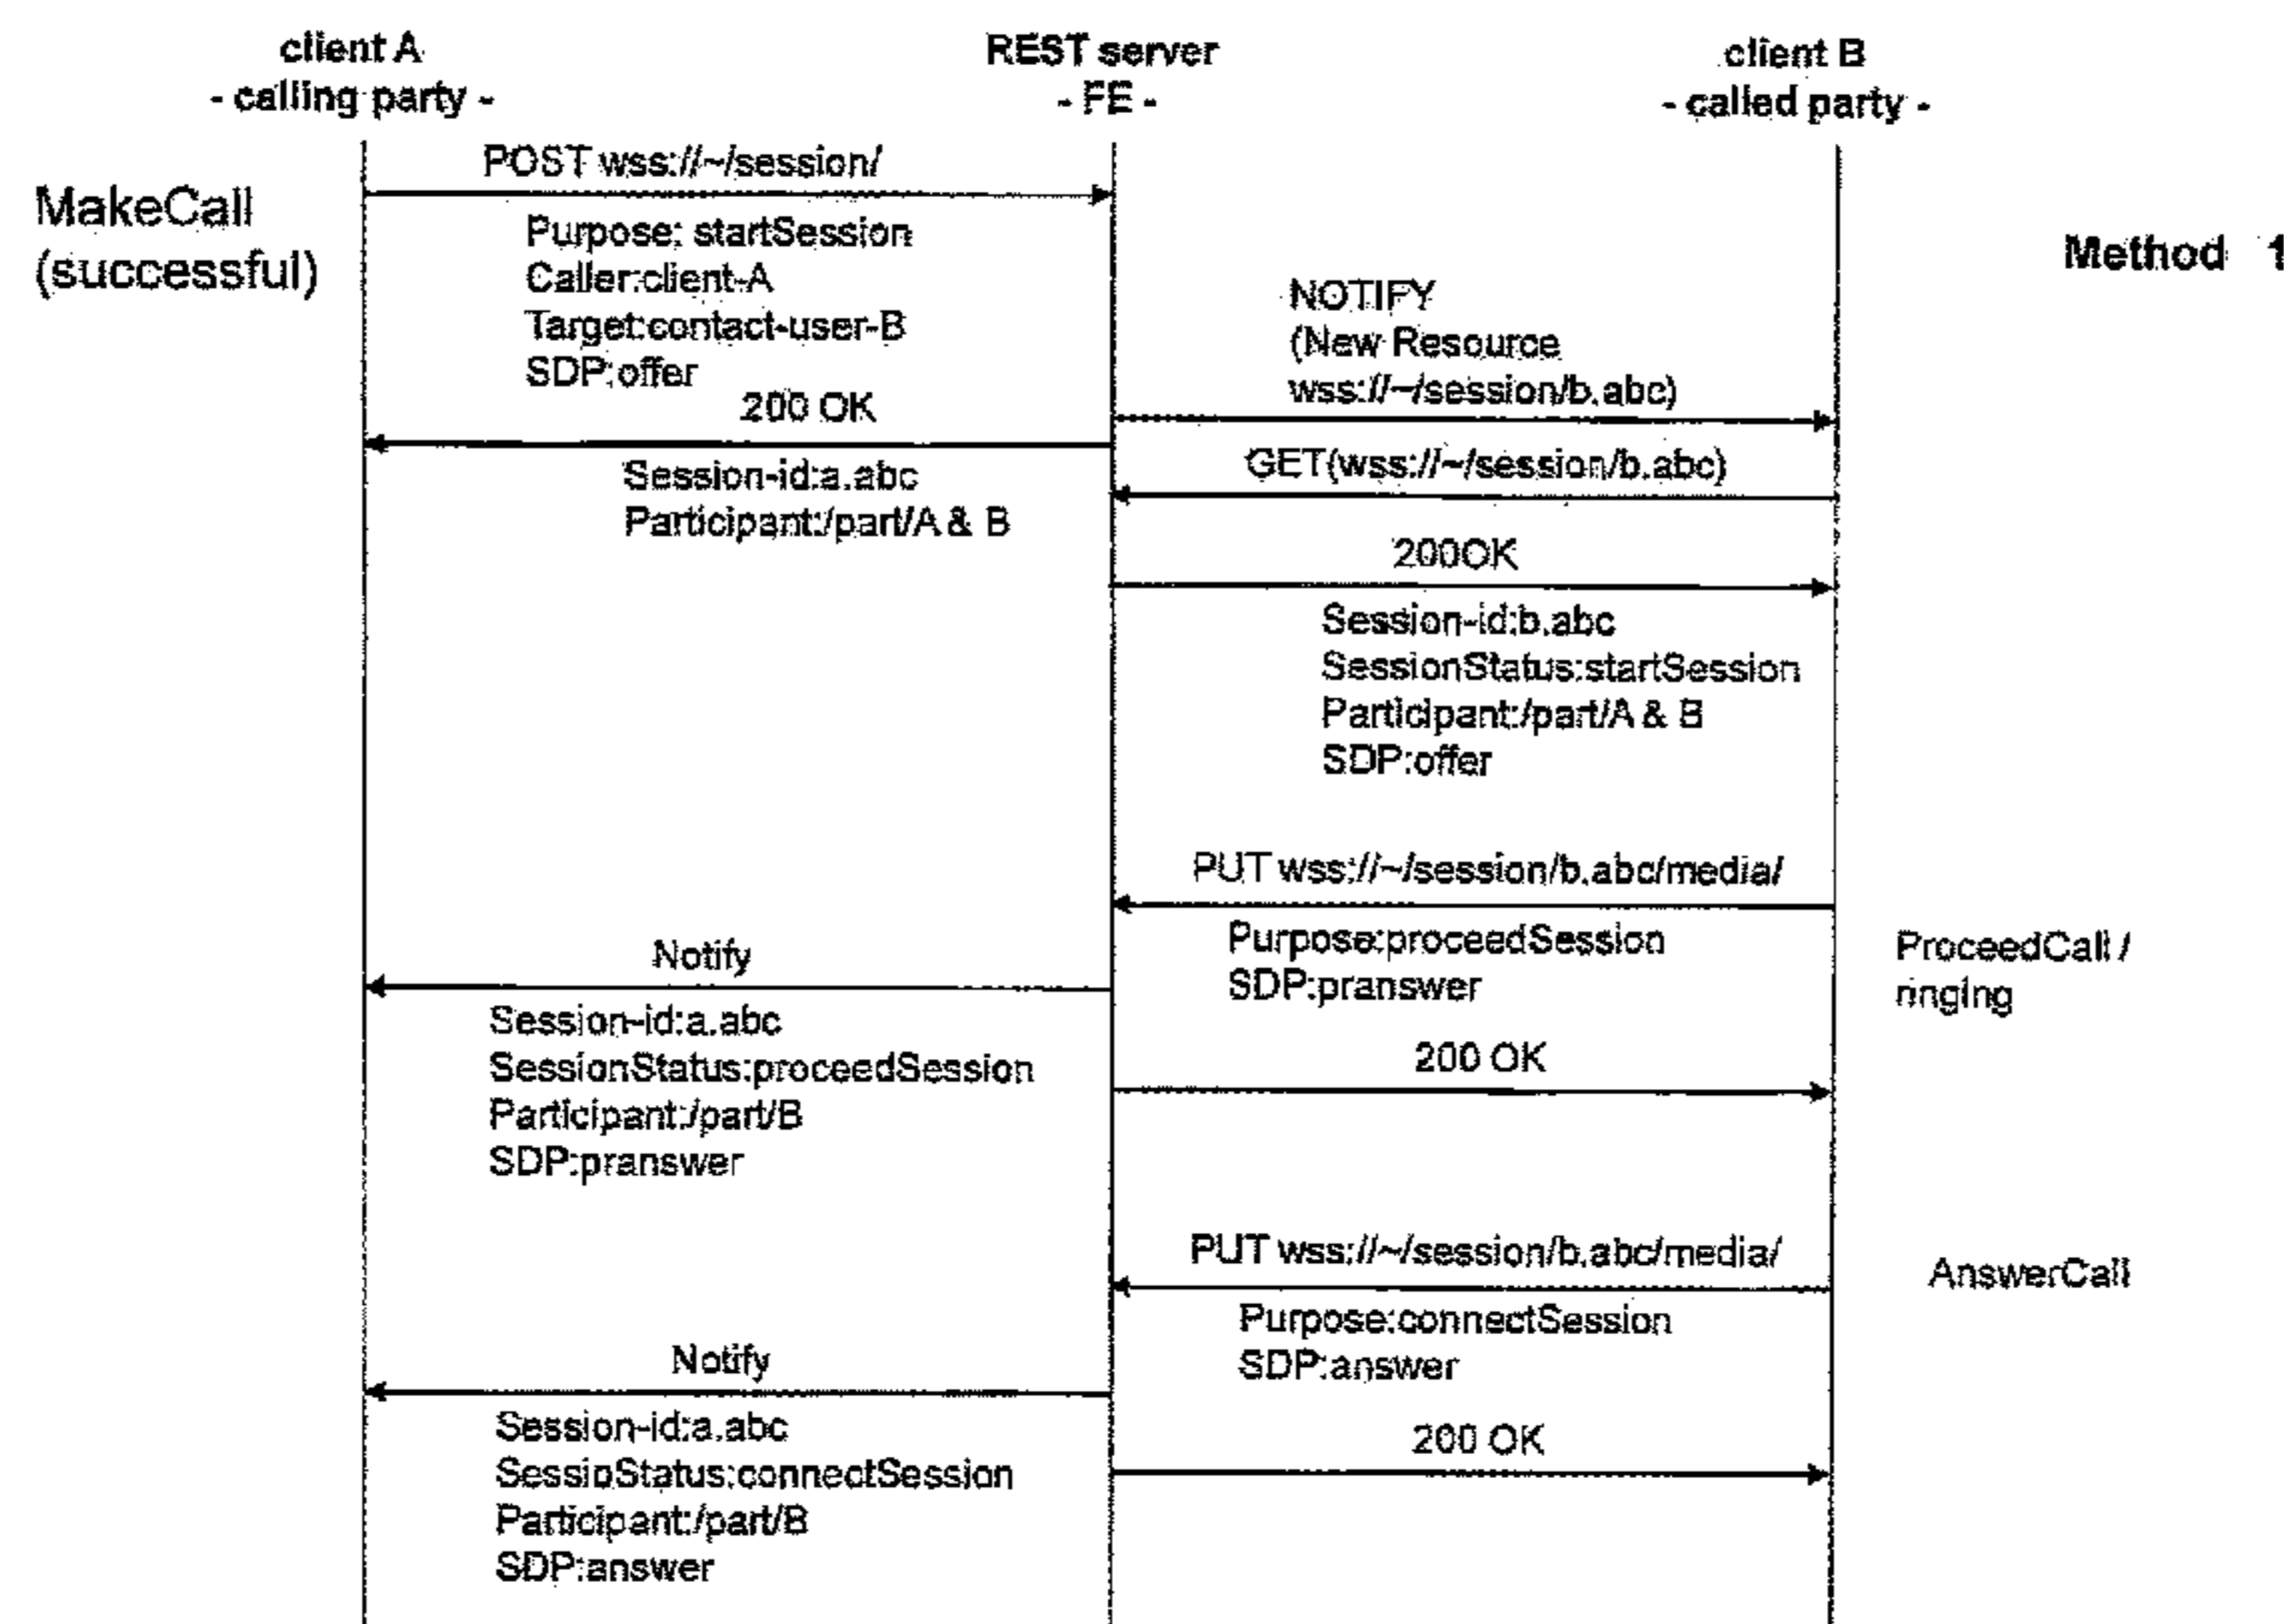 client A
- calling party -
REST server
- FE -
client B
- called party -
MakeCall
(successful)
Method 1
POST wss://~/session/
Purpose: startSession
Caller:client-A
Target:contact-user-B
SDP:offer
NOTIFY
(New Resource
wss://~/session/b.abc)
200 OK
Session-id:a.abc
Participant:/part/A & B
GET(wss://~/session/b.abc)
200OK
Session-id:b.abc
SessionStatus:startSession
Participant:/part/A & B
SDP:offer
PUT wss://~/session/b.abc/media/
Purpose:proceedSession
SDP:pranswer
ProceedCall /
ringing
Notify
Session-id:a.abc
SessionStatus:proceedSession
Participant:/part/B
SDP:pranswer
200 OK
PUT wss://~/session/b.abc/media/
Purpose:connectSession
SDP:answer
AnswerCall
Notify
Session-id:a.abc
SessioStatus:connectSession
Participant:/part/B
SDP:answer
200 OK